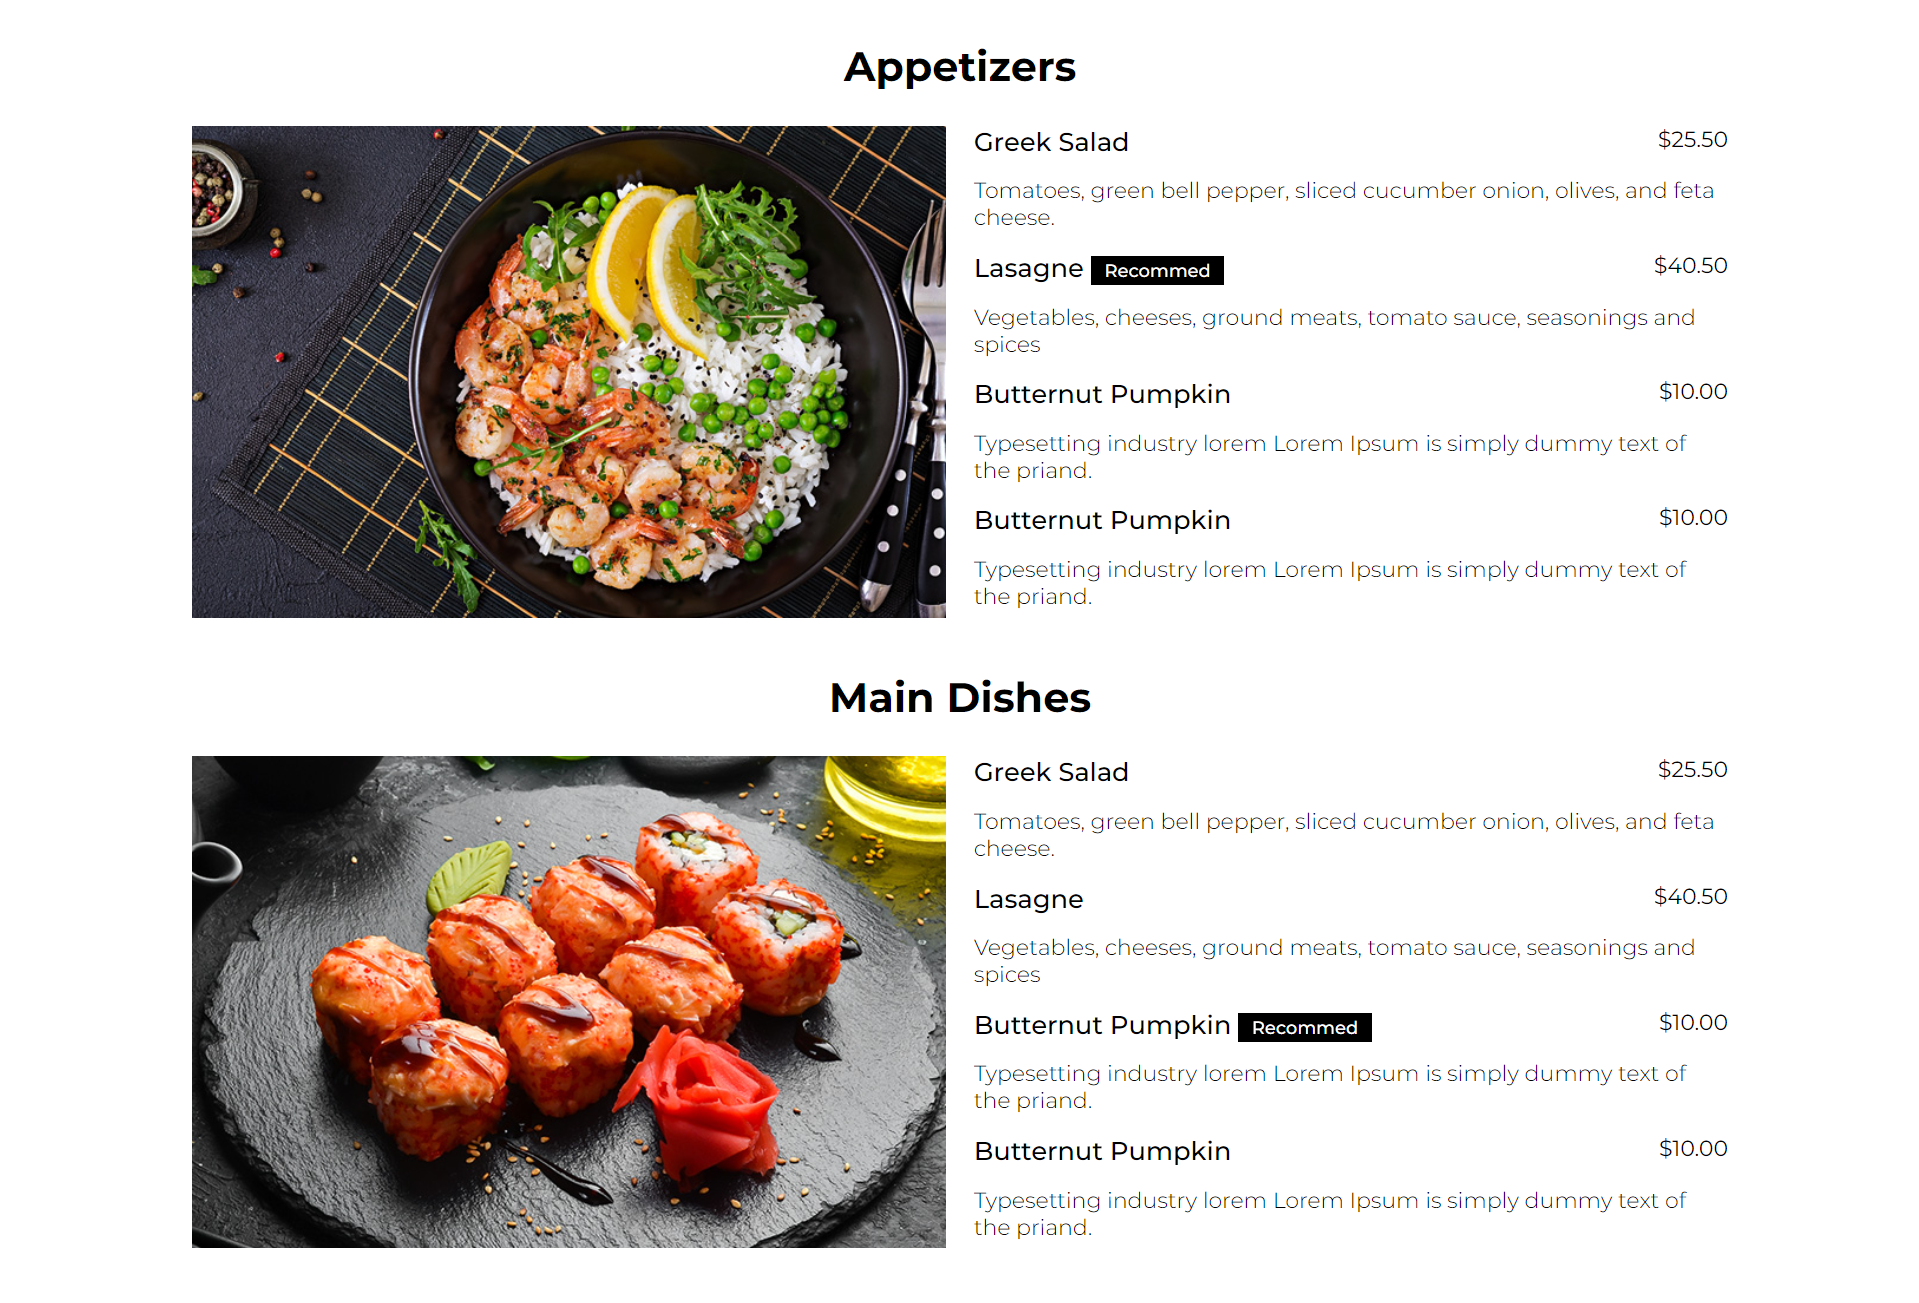 Appetizers
Greek Salad $25.50
Tomatoes, green bell pepper, sliced cucumber onion, olives, and feta
cheese.
Lasagne Recommed $40.50
Vegetables, cheeses, ground meats, tomato sauce, seasonings and
spices
Butternut Pumpkin $10.00
Typesetting industry lorem Lorem Ipsum is simply dummy text of
the priand.
Butternut Pumpkin $10.00
Typesetting industry lorem Lorem Ipsum is simply dummy text of
the priand.
Main Dishes
Greek Salad $25.50
Tomatoes, green bell pepper, sliced cucumber onion, olives, and feta
cheese.
Lasagne $40.50
Vegetables, cheeses, ground meats, tomato sauce, seasonings and
spices
Butternut Pumpkin Recommed $10.00
Typesetting industry lorem Lorem Ipsum is simply dummy text of
the priand.
Butternut Pumpkin $10.00
Typesetting industry lorem Lorem Ipsum is simply dummy text of
the priand.